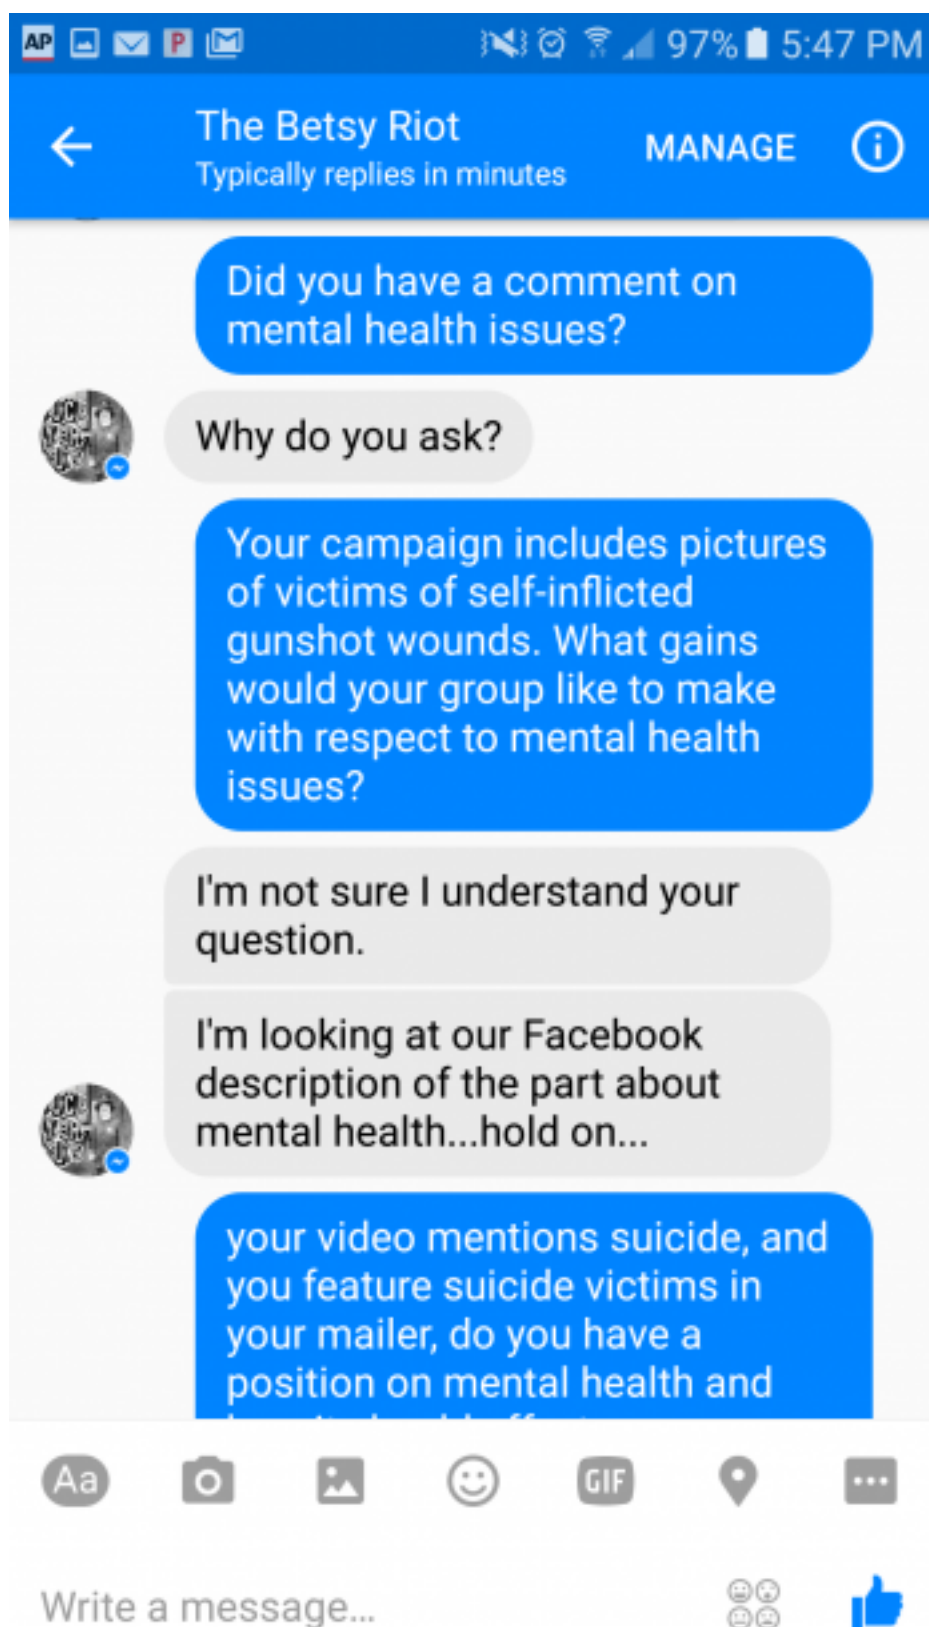 AP P 97% 5:47 PM
The Betsy Riot
Typically replies in minutes
MANAGE
Did you have a comment on
mental health issues?
Why do you ask?
Your campaign includes pictures
of victims of self-inflicted
gunshot wounds. What gains
would your group like to make
with respect to mental health
issues?
I'm not sure I understand your
question.
I'm looking at our Facebook
description of the part about
mental health...hold on...
your video mentions suicide, and
you feature suicide victims in
your mailer, do you have a
position on mental health and
Aa GIF
Write a message...